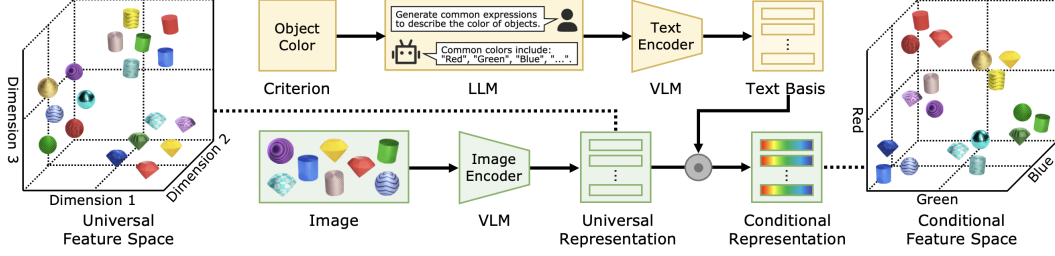 Dimension 3
Dimension 1
Dimension 2
Universal
Feature Space
Object
Color
Criterion
Generate common expressions
to describe the color of objects.
Common colors include:
"Red", "Green", "Blue", "...".
LLM
Text
Encoder
VLM
Text Basis
Image
Image
Encoder
VLM
Universal
Representation
Conditional
Representation
Red
Green
Blue
Conditional
Feature Space